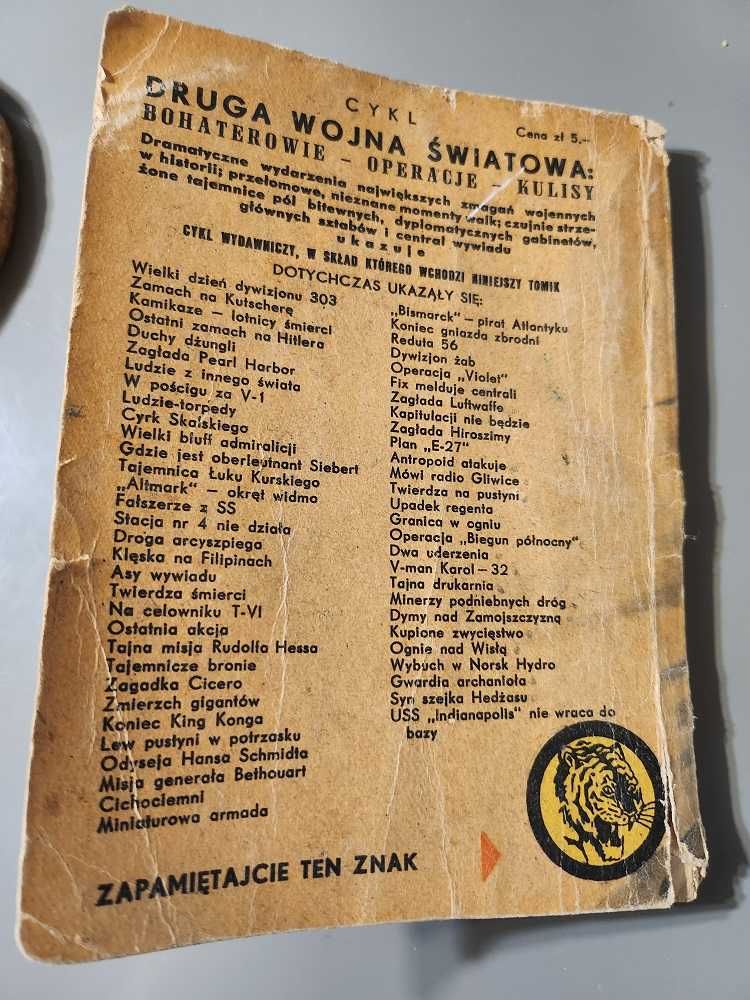 CYKL
Cena zł 5.–
DRUGA WOJNA ŚWIATOWA:
BOHATEROWIE – OPERACJE – KULISY
Dramatyczne wydarzenia największych zmagań wojennych
w historii; przełomowe, nieznane momenty walk; czujnie strze-
żone tajemnice pól bitewnych, dyplomatycznych gabinetów,
głównych sztabów i central wywiadu
ukazuje
CYKL WYDAWNICZY, W SKŁAD KTÓREGO WCHODZI NINIEJSZY TOMIK
DOTYCHCZAS UKAZAŁY SIĘ:
Wielki dzień dywizjonu 303
Zamach na Kutscherę
Kamikaze – lotnicy śmierci
Ostatni zamach na Hitlera
Duchy dżungli
Zagłada Pearl Harbor
Ludzie z innego świata
W pościgu za V-1
Ludzie-torpedy
Cyrk Skalskiego
Wielki bluff admiralicji
Gdzie jest oberleutnant Siebert
Tajemnica Łuku Kurskiego
„Altmark" – okręt widmo
Fałszerze z SS
Stacja nr 4 nie działa
Droga arcyszpiega
Klęska na Filipinach
Asy wywiadu
Twierdza śmierci
Na celowniku T-VI
Ostatnia akcja
Tajna misja Rudolfa Hessa
Tajemnicze bronie
Zagadka Cicero
Zmierzch gigantów
Koniec King Konga
Lew pustyni w potrzasku
Odyseja Hansa Schmidta
Misja generała Bethouart
Cichociemni
Miniaturowa armada
„Bismarck" – pirat Atlantyku
Koniec gniazda zbrodni
Reduta 56
Dywizjon żab
Operacja „Violet"
Fix melduje centrali
Zagłada Luftwaffe
Kapitulacji nie będzie
Zagłada Hiroszimy
Plan „E-27"
Antropoid atakuje
Mówi radio Gliwice
Twierdza na pustyni
Upadek regenta
Granica w ogniu
Operacja „Biegun północny"
Dwa uderzenia
V-man Karol – 32
Tajna drukarnia
Minerzy podniebnych dróg
Dymy nad Zamojszczyzną
Kupione zwycięstwo
Ognie nad Wisłą
Wybuch w Norsk Hydro
Gwardia archanioła
Syn szejka Hedżasu
USS „Indianapolis" nie wraca do
bazy
ZAPAMIĘTAJCIE TEN ZNAK